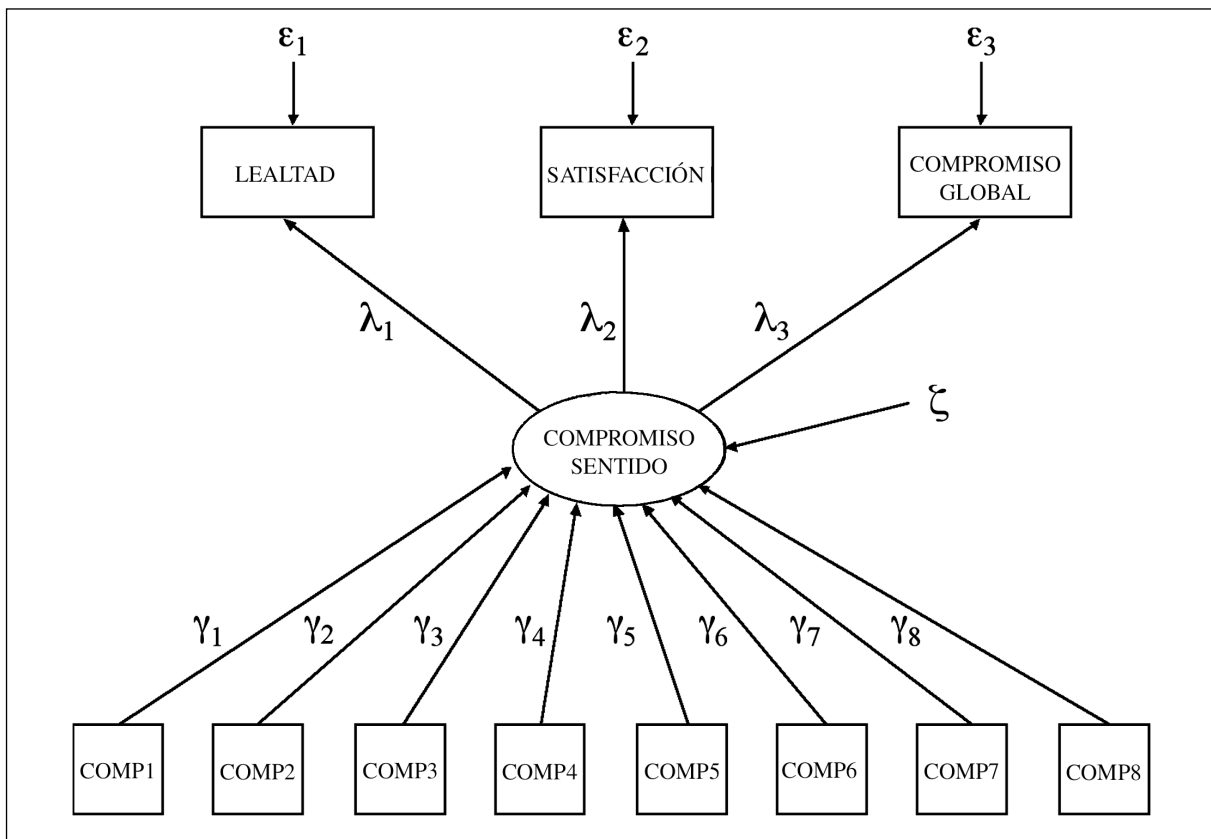 ε1 ε2 ε3
LEALTAD
SATISFACCIÓN
COMPROMISO
GLOBAL
λ1 λ2 λ3
ζ
COMPROMISO
SENTIDO
γ1 γ2 γ3 γ4 γ5 γ6 γ7 γ8
COMP1 COMP2 COMP3 COMP4 COMP5 COMP6 COMP7 COMP8